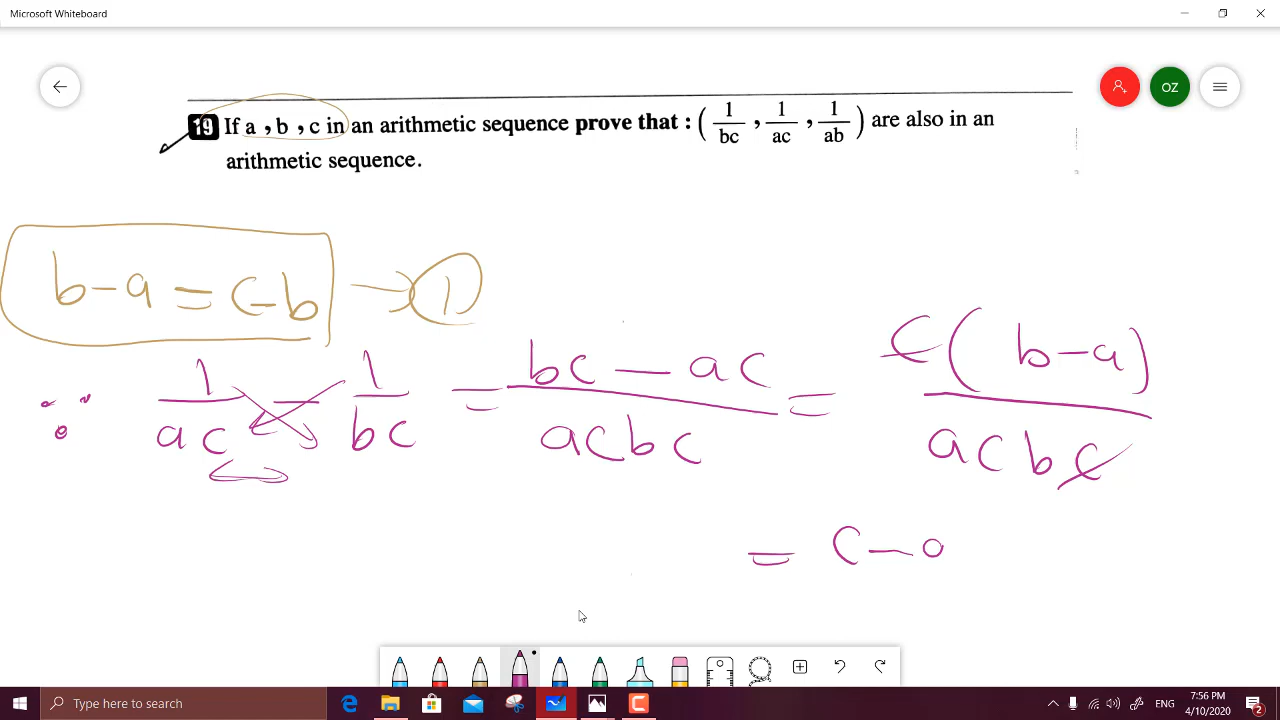 Microsoft Whiteboard
OZ
19 If a , b , c in an arithmetic sequence prove that : ( 1/bc , 1/ac , 1/ab ) are also in an
arithmetic sequence.
b - a = c - b → 1
∵ 1/ac - 1/bc = bc - ac / acbc = c ( b - a ) / acbc
= c - a
Type here to search
ENG
7:56 PM
4/10/2020
2